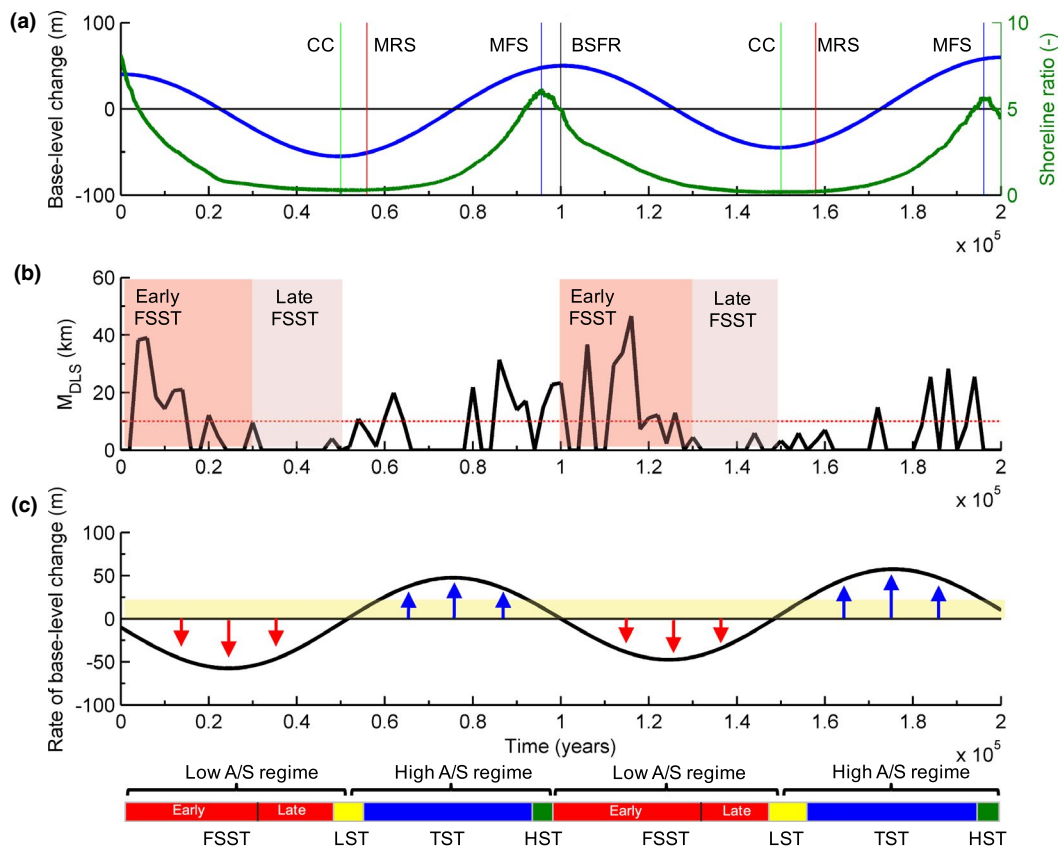 (a)
Base-level change (m)
100
0
-100
CC
MRS
MFS
BSFR
CC
MRS
MFS
10
5
0
Shoreline ratio (-)
0 0.2 0.4 0.6 0.8 1 1.2 1.4 1.6 1.8 2
x 10^5
(b)
M_DLS (km)
60
40
20
0
Early
FSST
Late
FSST
Early
FSST
Late
FSST
0 0.2 0.4 0.6 0.8 1 1.2 1.4 1.6 1.8 2
x 10^5
(c)
Rate of base-level change (m)
100
50
0
-50
-100
0 0.2 0.4 0.6 0.8 1 1.2 1.4 1.6 1.8 2
Time (years)
x 10^5
Low A/S regime High A/S regime Low A/S regime High A/S regime
Early Late Early Late
FSST LST TST HST FSST LST TST HST